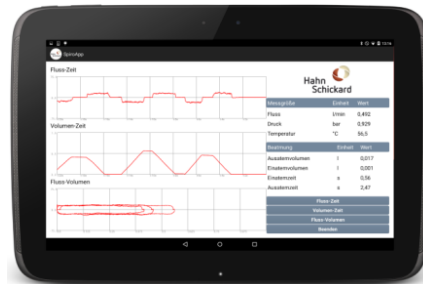 SpiroApp
Fluss-Zeit
Volumen-Zeit
Fluss-Volumen
Hahn
Schickard
Messgröße Einheit Wert
Fluss l/min 0,492
Druck bar 0,929
Temperatur °C 56,5
Beatmung Einheit Wert
Ausatemvolumen l 0,017
Einatemvolumen l 0,001
Einatemzeit s 0,56
Ausatemzeit s 2,47
Fluss-Zeit
Volumen-Zeit
Fluss-Volumen
Beenden